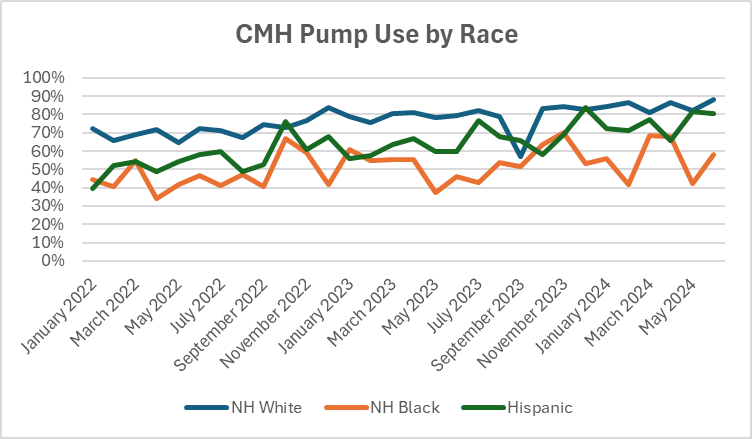 CMH Pump Use by Race
100%
90%
80%
70%
60%
50%
40%
30%
20%
10%
0%
January 2022
March 2022
May 2022
July 2022
September 2022
November 2022
January 2023
March 2023
May 2023
July 2023
September 2023
November 2023
January 2024
March 2024
May 2024
NH White NH Black Hispanic